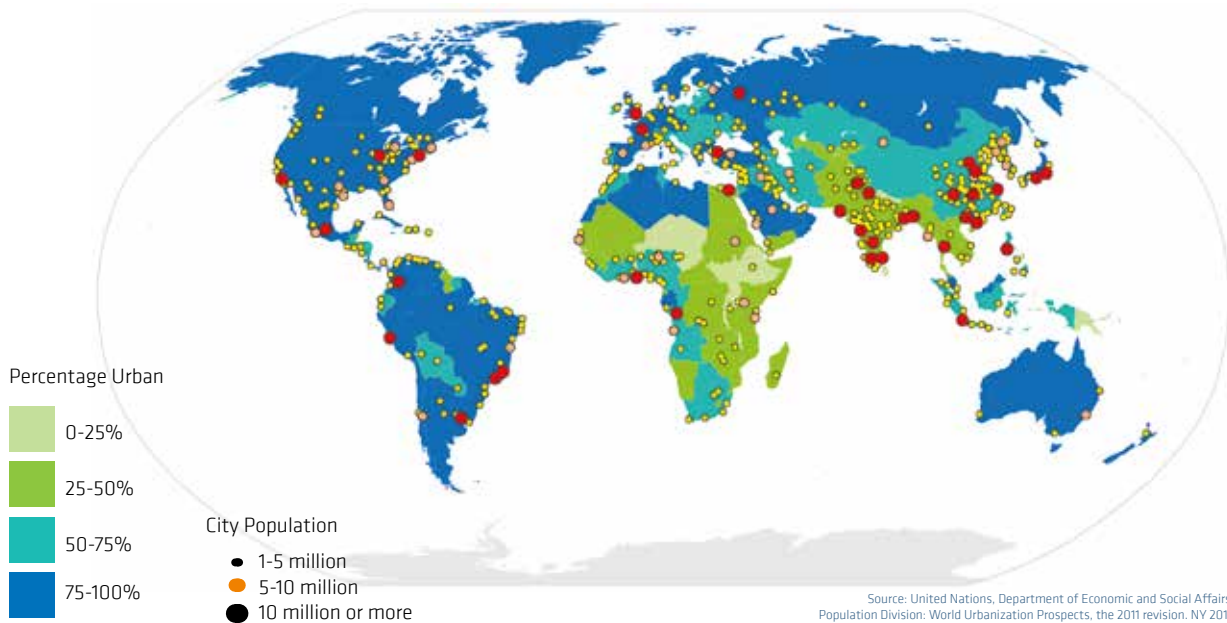 Percentage Urban
0-25%
25-50%
50-75%
75-100%
City Population
1-5 million
5-10 million
10 million or more
Source: United Nations, Department of Economic and Social Affairs
Population Division: World Urbanization Prospects, the 2011 revision. NY 201